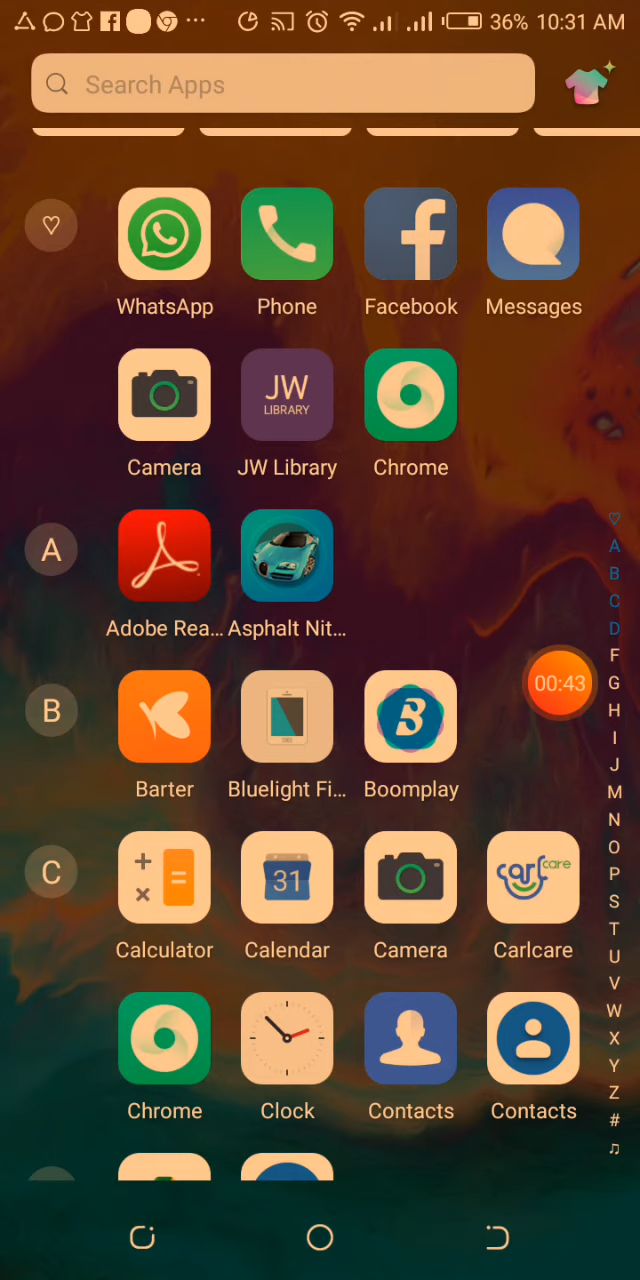 36% 10:31 AM
Search Apps
WhatsApp Phone Facebook Messages
JW
LIBRARY
Camera JW Library Chrome
A
Adobe Rea... Asphalt Nit...
B
Barter Bluelight Fi... Boomplay
00:43
C
31
carlcare
Calculator Calendar Camera Carlcare
Chrome Clock Contacts Contacts
A
B
C
D
F
G
H
I
J
M
N
O
P
S
T
U
V
W
X
Y
Z
#